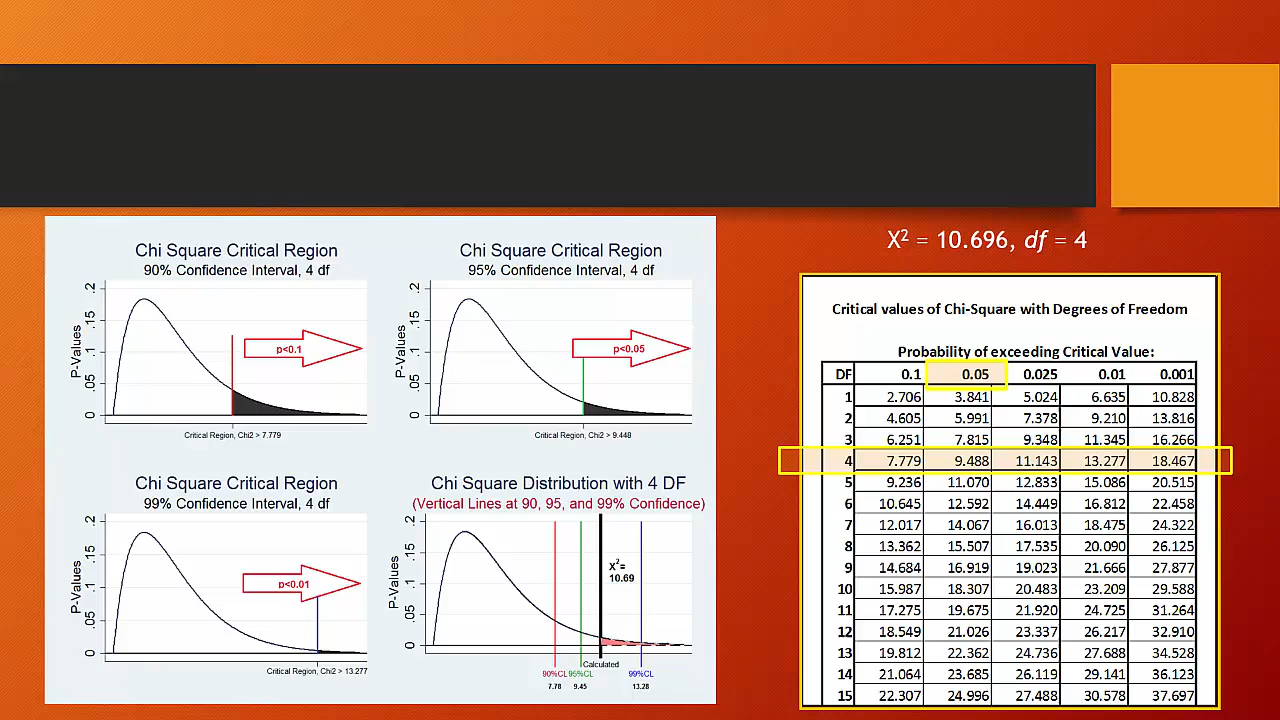 Chi Square Critical Region
90% Confidence Interval, 4 df
P-Values
.2
.15
.1
.05
0
p<0.1
Critical Region, Chi2 > 7.779
Chi Square Critical Region
95% Confidence Interval, 4 df
P-Values
.2
.15
.1
.05
0
p<0.05
Critical Region, Chi2 > 9.448
Chi Square Critical Region
99% Confidence Interval, 4 df
P-Values
.2
.15
.1
.05
0
p<0.01
Critical Region, Chi2 > 13.277
Chi Square Distribution with 4 DF
(Vertical Lines at 90, 95, and 99% Confidence)
P-Values
.2
.15
.1
.05
0
X²=
10.69
Calculated
90%CL 95%CL 99%CL
7.78 9.45 13.28
X² = 10.696, df = 4
Critical values of Chi-Square with Degrees of Freedom
Probability of exceeding Critical Value:
DF 0.1 0.05 0.025 0.01 0.001
1 2.706 3.841 5.024 6.635 10.828
2 4.605 5.991 7.378 9.210 13.816
3 6.251 7.815 9.348 11.345 16.266
4 7.779 9.488 11.143 13.277 18.467
5 9.236 11.070 12.833 15.086 20.515
6 10.645 12.592 14.449 16.812 22.458
7 12.017 14.067 16.013 18.475 24.322
8 13.362 15.507 17.535 20.090 26.125
9 14.684 16.919 19.023 21.666 27.877
10 15.987 18.307 20.483 23.209 29.588
11 17.275 19.675 21.920 24.725 31.264
12 18.549 21.026 23.337 26.217 32.910
13 19.812 22.362 24.736 27.688 34.528
14 21.064 23.685 26.119 29.141 36.123
15 22.307 24.996 27.488 30.578 37.697